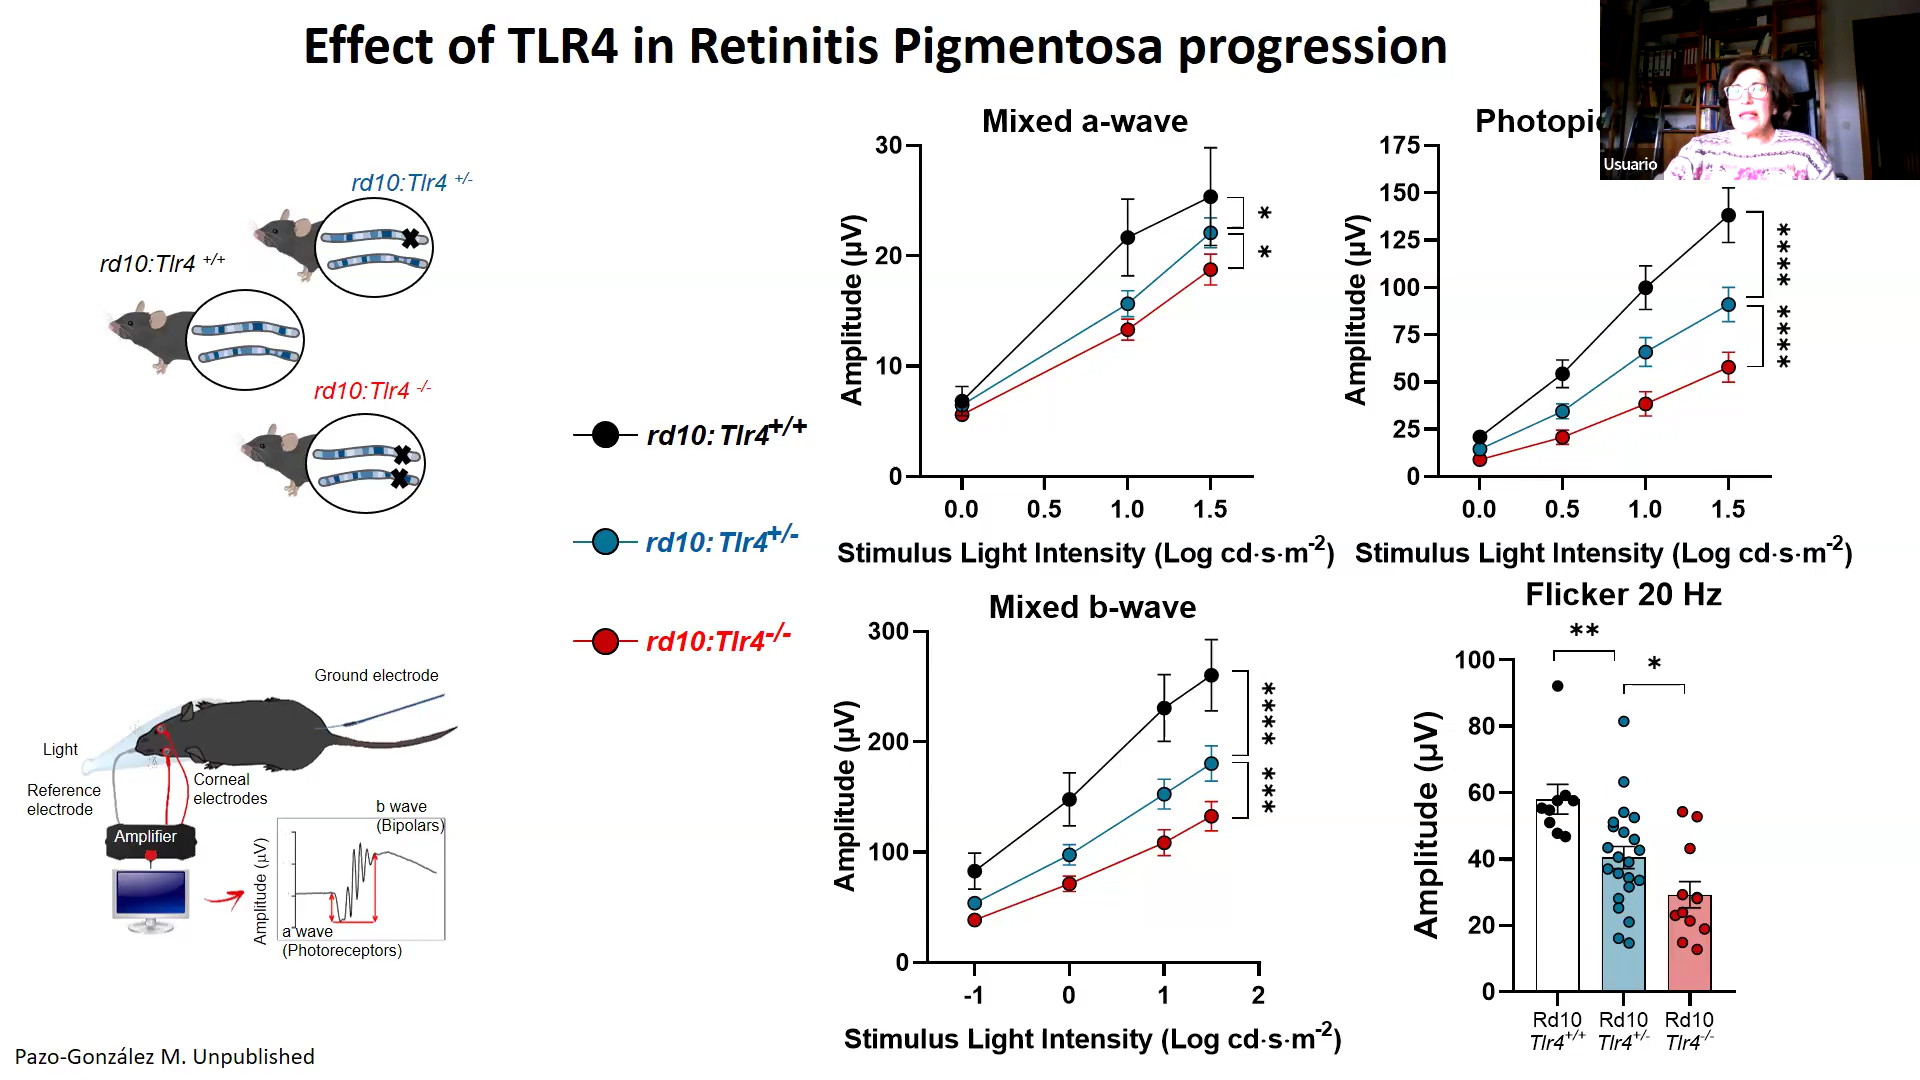 Effect of TLR4 in Retinitis Pigmentosa progression
Usuario
rd10:Tlr4 +/-
rd10:Tlr4 +/+
rd10:Tlr4 -/-
rd10:Tlr4+/+
rd10:Tlr4+/-
rd10:Tlr4-/-
Mixed a-wave
Amplitude (µV)
30
20
10
0
0.0 0.5 1.0 1.5
*
*
Stimulus Light Intensity (Log cd·s·m-2)
Photopi
Amplitude (µV)
175
150
125
100
75
50
25
0
0.0 0.5 1.0 1.5
****
****
Stimulus Light Intensity (Log cd·s·m-2)
Mixed b-wave
Amplitude (µV)
300
200
100
0
-1 0 1 2
****
***
Stimulus Light Intensity (Log cd·s·m-2)
Flicker 20 Hz
**
*
Amplitude (µV)
100
80
60
40
20
0
Rd10 Rd10 Rd10
Tlr4+/+ Tlr4+/- Tlr4-/-
Ground electrode
Light
Reference
electrode
Corneal
electrodes
Amplifier
Amplitude (µV)
b wave
(Bipolars)
a wave
(Photoreceptors)
Pazo-González M. Unpublished